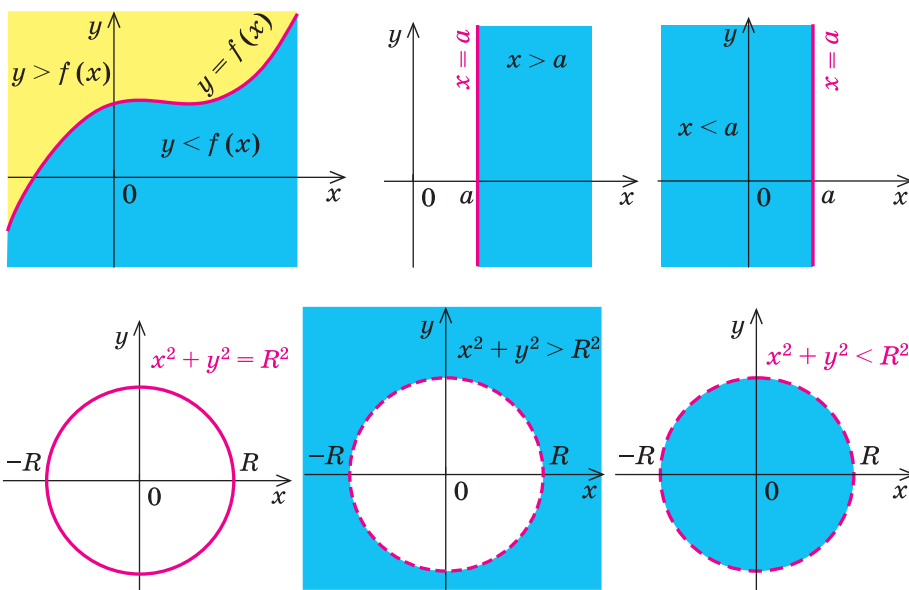 y
y > f(x)
y = f(x)
y < f(x)
0
x
y
x = a
x > a
0
a
x
y
x = a
x < a
0
a
x
y
x² + y² = R²
−R
R
0
x
y
x² + y² > R²
−R
R
0
x
y
x² + y² < R²
−R
R
0
x